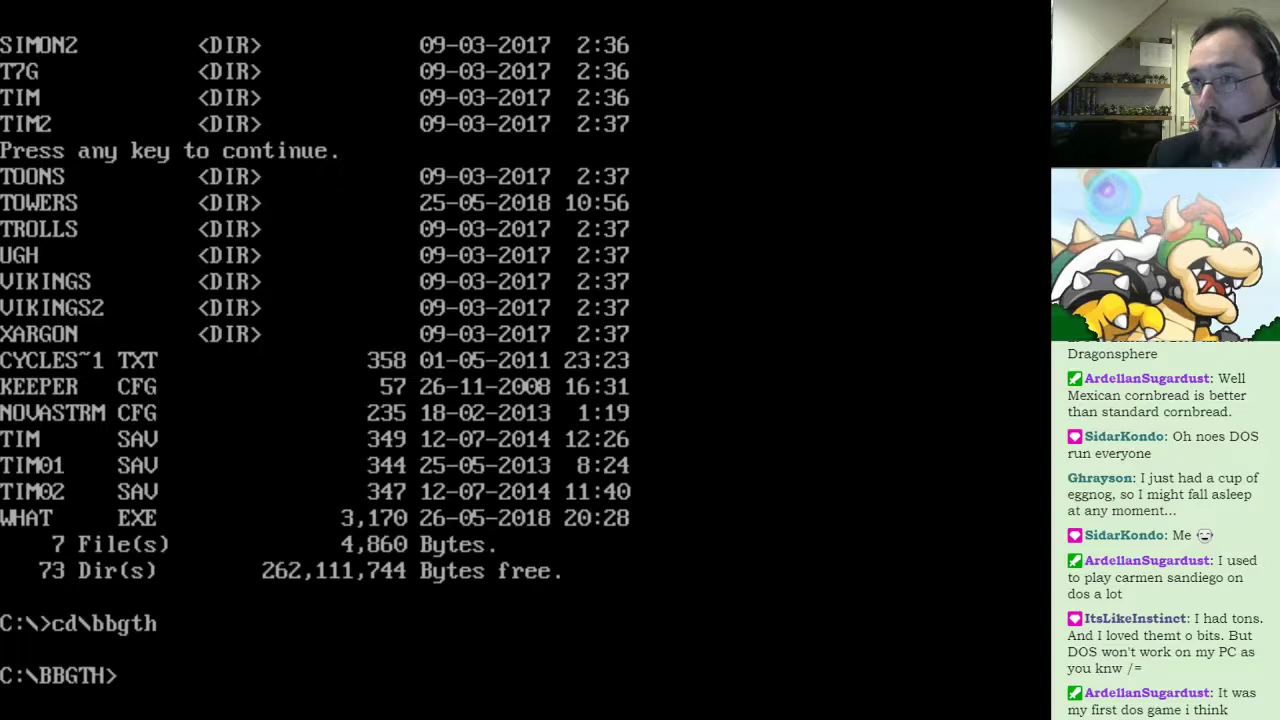 SIMON2 <DIR> 09-03-2017 2:36
T7G <DIR> 09-03-2017 2:36
TIM <DIR> 09-03-2017 2:36
TIM2 <DIR> 09-03-2017 2:37
Press any key to continue.
TOONS <DIR> 09-03-2017 2:37
TOWERS <DIR> 25-05-2018 10:56
TROLLS <DIR> 09-03-2017 2:37
UGH <DIR> 09-03-2017 2:37
VIKINGS <DIR> 09-03-2017 2:37
VIKINGS2 <DIR> 09-03-2017 2:37
XARGON <DIR> 09-03-2017 2:37
CYCLES~1 TXT 358 01-05-2011 23:23
KEEPER CFG 57 26-11-2008 16:31
NOVASTRM CFG 235 18-02-2013 1:19
TIM SAV 349 12-07-2014 12:26
TIM01 SAV 344 25-05-2013 8:24
TIM02 SAV 347 12-07-2014 11:40
WHAT EXE 3,170 26-05-2018 20:28
7 File(s) 4,860 Bytes.
73 Dir(s) 262,111,744 Bytes free.
C:\>cd\bbgth
C:\BBGTH>
Dragonsphere
ArdellanSugardust: Well
Mexican cornbread is better
than standard cornbread.
SidarKondo: Oh noes DOS
run everyone
Ghrayson: I just had a cup of
eggnog, so I might fall asleep
at any moment...
SidarKondo: Me
ArdellanSugardust: I used
to play carmen sandiego on
dos a lot
ItsLikeInstinct: I had tons.
And I loved themt o bits. But
DOS won't work on my PC as
you knw /=
ArdellanSugardust: It was
my first dos game i think